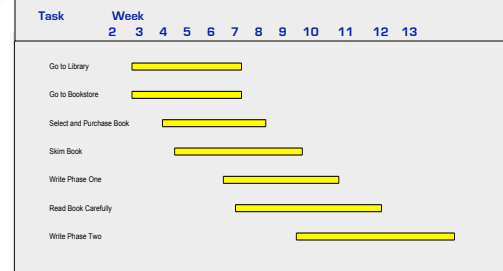 Task Week
2 3 4 5 6 7 8 9 10 11 12 13
Go to Library
Go to Bookstore
Select and Purchase Book
Skim Book
Write Phase One
Read Book Carefully
Write Phase Two